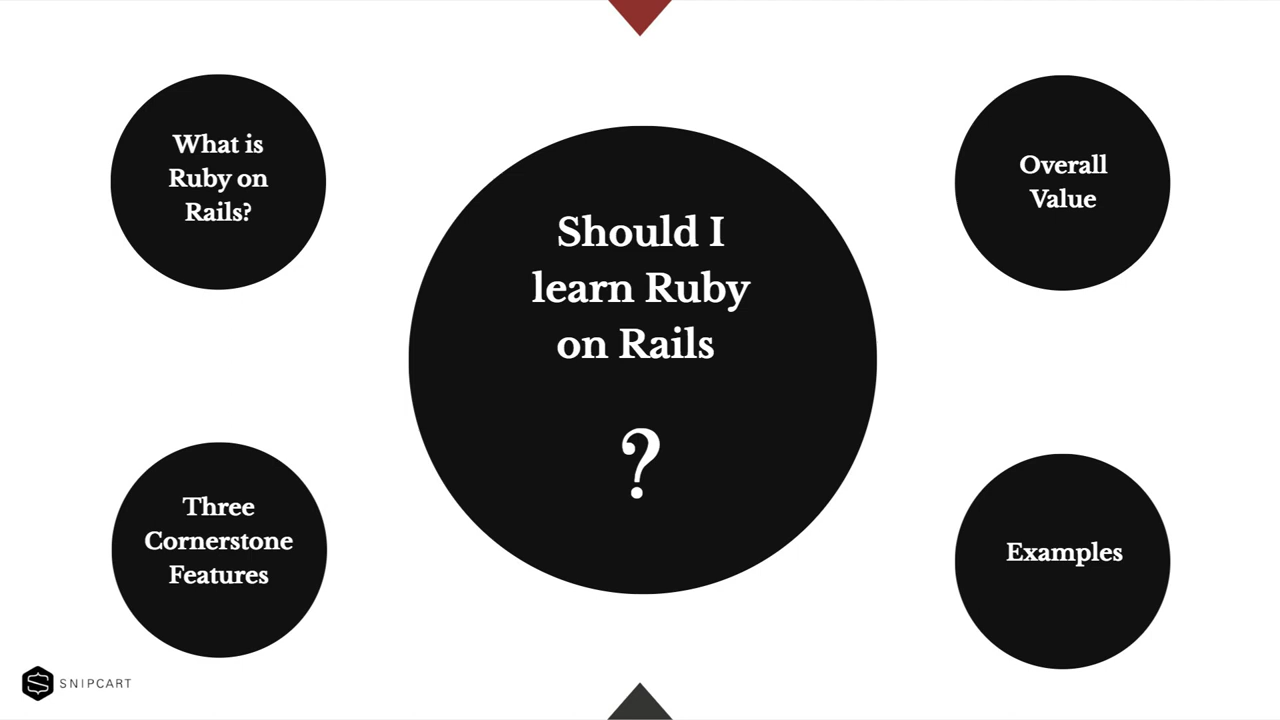 What is
Ruby on
Rails?
Overall
Value
Should I
learn Ruby
on Rails
?
Three
Cornerstone
Features
Examples
SNIPCART